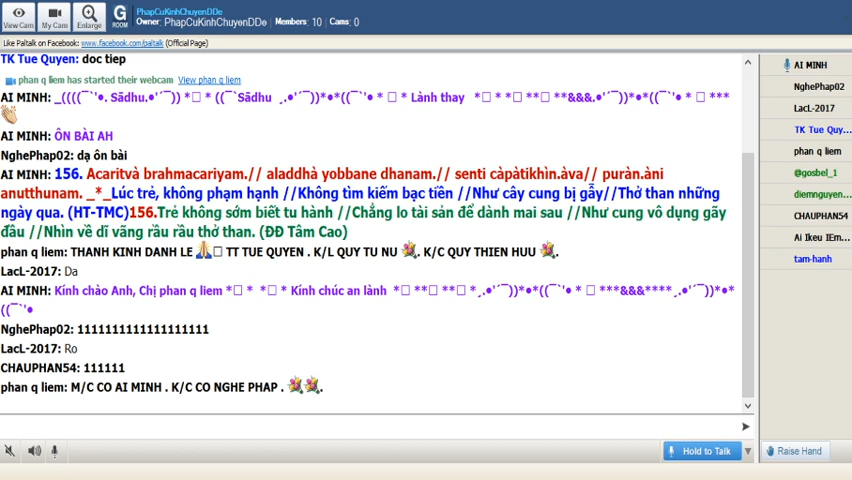 View Cam
My Cam
Enlarge
G
ROOM
PhapCuKinhChuyenDDe
Owner: PhapCuKinhChuyenDDe Members: 10 Cams: 0
Like Paltalk on Facebook: www.facebook.com/paltalk (Official Page)
TK Tue Quyen: doc tiep
phan q liem has started their webcam View phan q liem
AI MINH: _((((¯`'•. Sādhu.•'´¯)) *□ * ((¯`Sādhu ¸.•'´¯))*•*((¯`'• * □ * Lành thay *□ *□ **□ **&&&.•'´¯))*•*((¯`'• * □ ***
AI MINH: ÔN BÀI AH
NghePhap02: dạ ôn bài
AI MINH: 156. Acaritvà brahmacariyam.// aladdhà yobbane dhanam.// senti càpàtikhìn.àva// puràn.àni
anutthunam. _*_Lúc trẻ, không phạm hạnh //Không tìm kiếm bạc tiền //Như cây cung bị gẫy//Thở than những
ngày qua. (HT-TMC)156.Trẻ không sớm biết tu hành //Chẳng lo tài sản để dành mai sau //Như cung vô dụng gãy
đâu //Nhìn về dĩ vãng rầu rầu thở than. (ĐĐ Tâm Cao)
phan q liem: THANH KINH DANH LE □ TT TUE QUYEN . K/L QUY TU NU . K/C QUY THIEN HUU .
LacL-2017: Da
AI MINH: Kính chào Anh, Chị phan q liem *□ * *□ * Kính chúc an lành *□ **□ **□ *¸.•'´¯))*•*((¯`'• * □ ***&&&****¸.•'´¯))*•*
((¯`'•
NghePhap02: 1111111111111111111
LacL-2017: Ro
CHAUPHAN54: 111111
phan q liem: M/C CO AI MINH . K/C CO NGHE PHAP .
Hold to Talk
AI MINH
NghePhap02
LacL-2017
TK Tue Quy...
phan q liem
@gosbel_1
diemnguyen...
CHAUPHAN54
Ai Ikeu IEm...
tam-hanh
Raise Hand